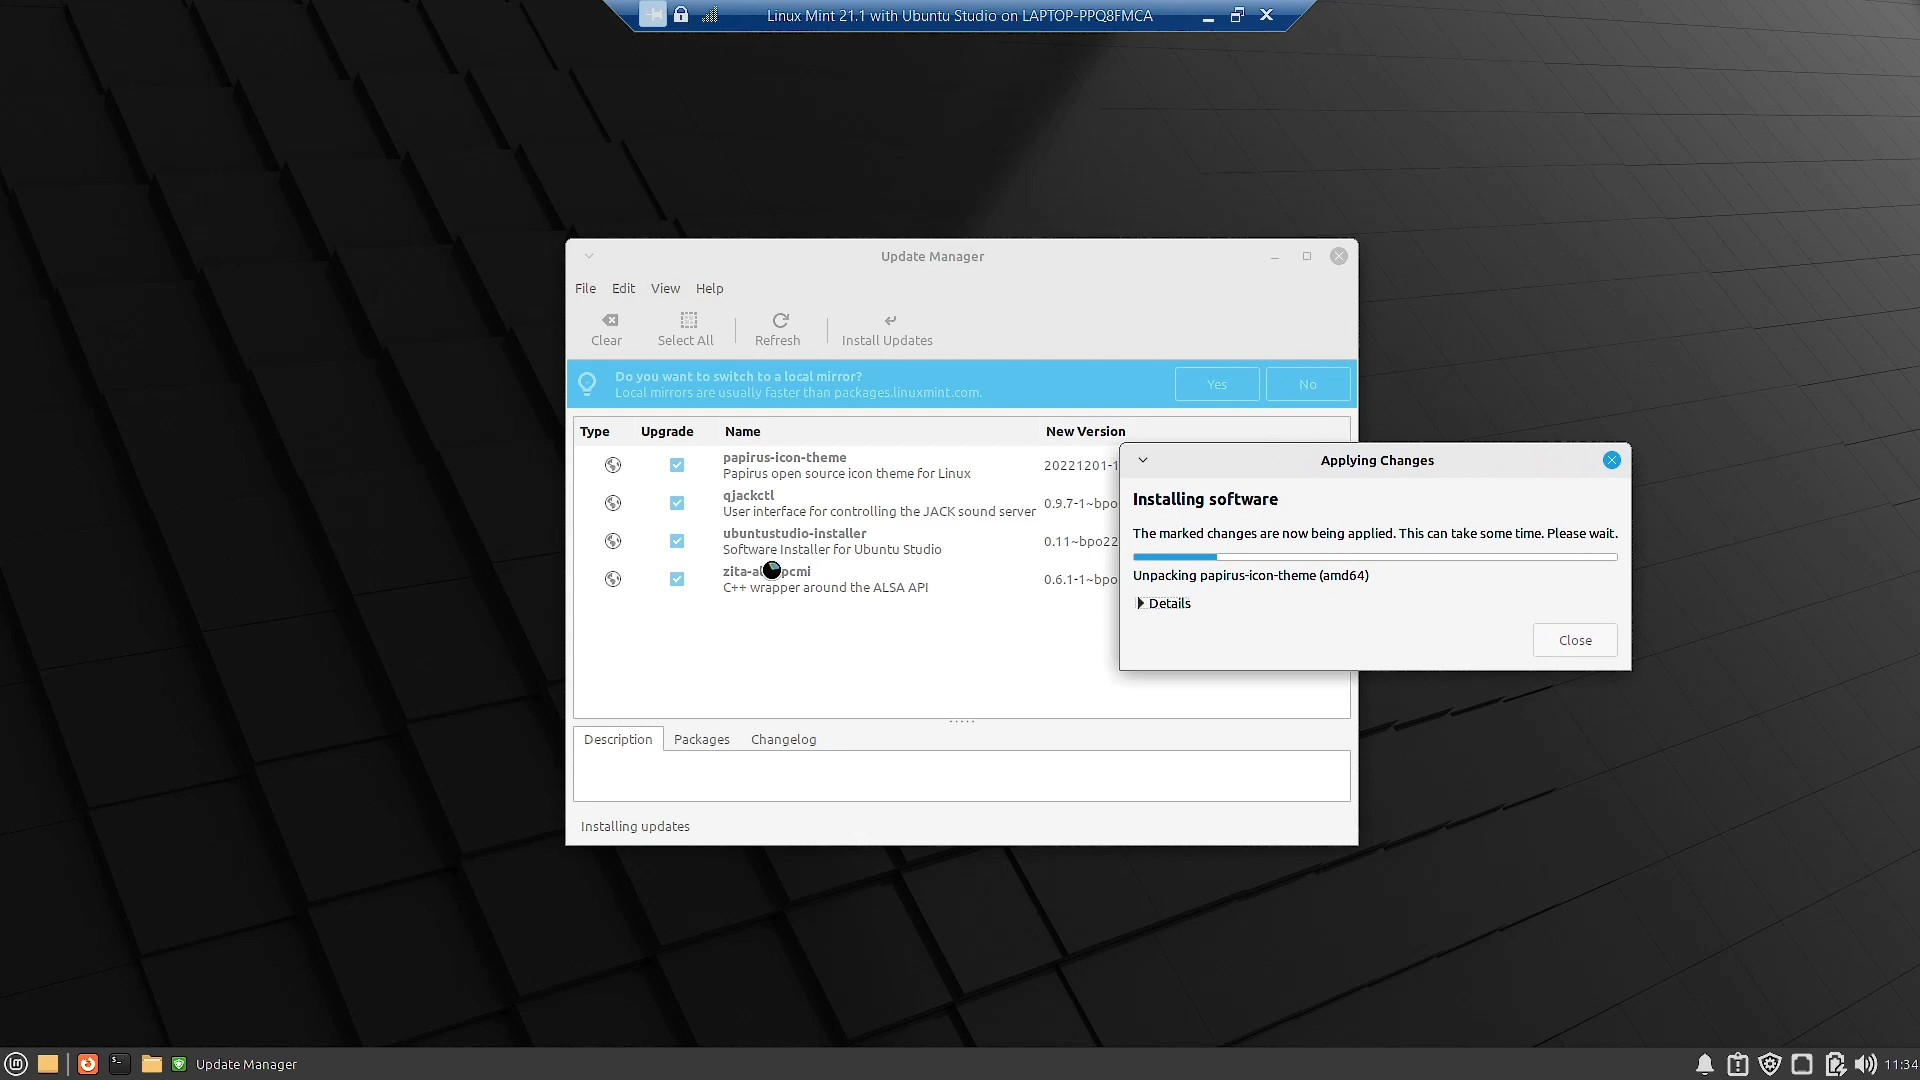 Linux Mint 21.1 with Ubuntu Studio on LAPTOP-PPQ8FMCA
Update Manager
File Edit View Help
Clear Select All Refresh Install Updates
Do you want to switch to a local mirror?
Local mirrors are usually faster than packages.linuxmint.com.
Yes No
Type Upgrade Name New Version
papirus-icon-theme
Papirus open source icon theme for Linux
20221201-1
qjackctl
User interface for controlling the JACK sound server
0.9.7-1~bpo
ubuntustudio-installer
Software Installer for Ubuntu Studio
0.11~bpo22
C++ wrapper around the ALSA API
0.6.1-1~bpo
Applying Changes
Installing software
The marked changes are now being applied. This can take some time. Please wait.
Unpacking papirus-icon-theme (amd64)
Details
Close
Description Packages Changelog
Installing updates
Update Manager
11:34